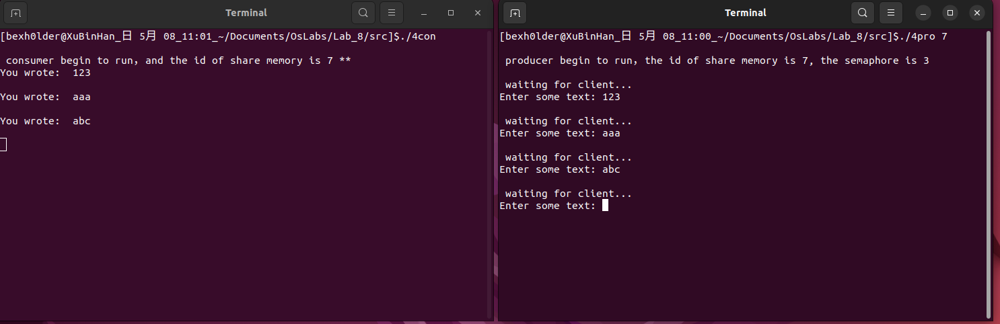 Terminal
[bexh0lder@XuBinHan_日 5月 08_11:01_~/Documents/OsLabs/Lab_8/src]$./4con
 consumer begin to run, and the id of share memory is 7 **
You wrote:  123
You wrote:  aaa
You wrote:  abc
Terminal
[bexh0lder@XuBinHan_日 5月 08_11:00_~/Documents/OsLabs/Lab_8/src]$./4pro 7
 producer begin to run, the id of share memory is 7, the semaphore is 3
 waiting for client...
Enter some text: 123
 waiting for client...
Enter some text: aaa
 waiting for client...
Enter some text: abc
 waiting for client...
Enter some text: